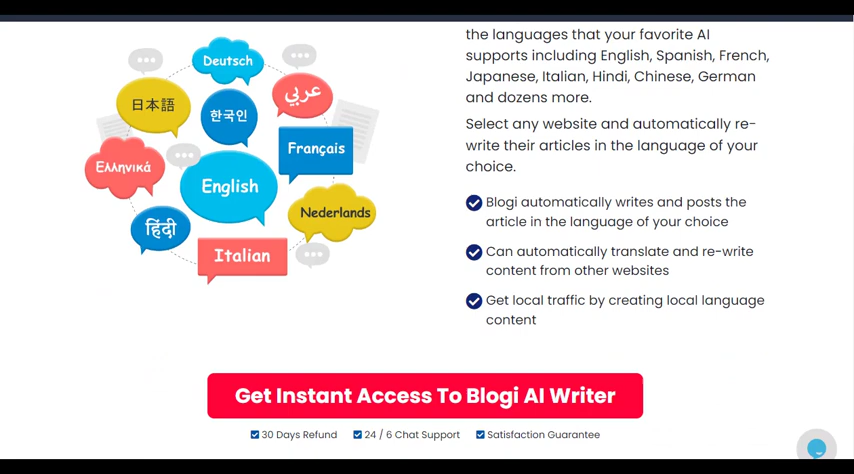 the languages that your favorite AI
supports including English, Spanish, French,
Japanese, Italian, Hindi, Chinese, German
and dozens more.
Select any website and automatically re-
write their articles in the language of your
choice.
Blogi automatically writes and posts the
article in the language of your choice
Can automatically translate and re-write
content from other websites
Get local traffic by creating local language
content
Deutsch
عربي
日本語
한국인
Français
Ελληνικά
English
Nederlands
हिंदी
Italian
Get Instant Access To Blogi AI Writer
30 Days Refund
24 / 6 Chat Support
Satisfaction Guarantee